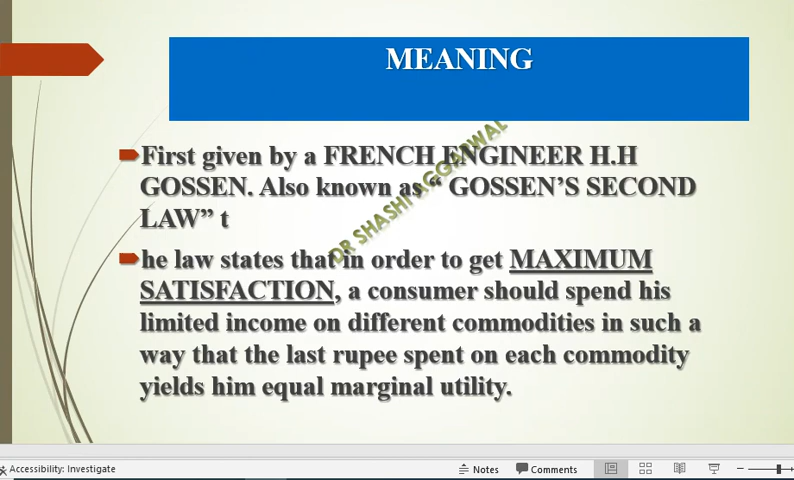 MEANING
First given by a FRENCH ENGINEER H.H
GOSSEN. Also known as “ GOSSEN’S SECOND
LAW” t
he law states that in order to get MAXIMUM
SATISFACTION, a consumer should spend his
limited income on different commodities in such a
way that the last rupee spent on each commodity
yields him equal marginal utility.
DR SHASHI AGGARWAL
Accessibility: Investigate
Notes
Comments